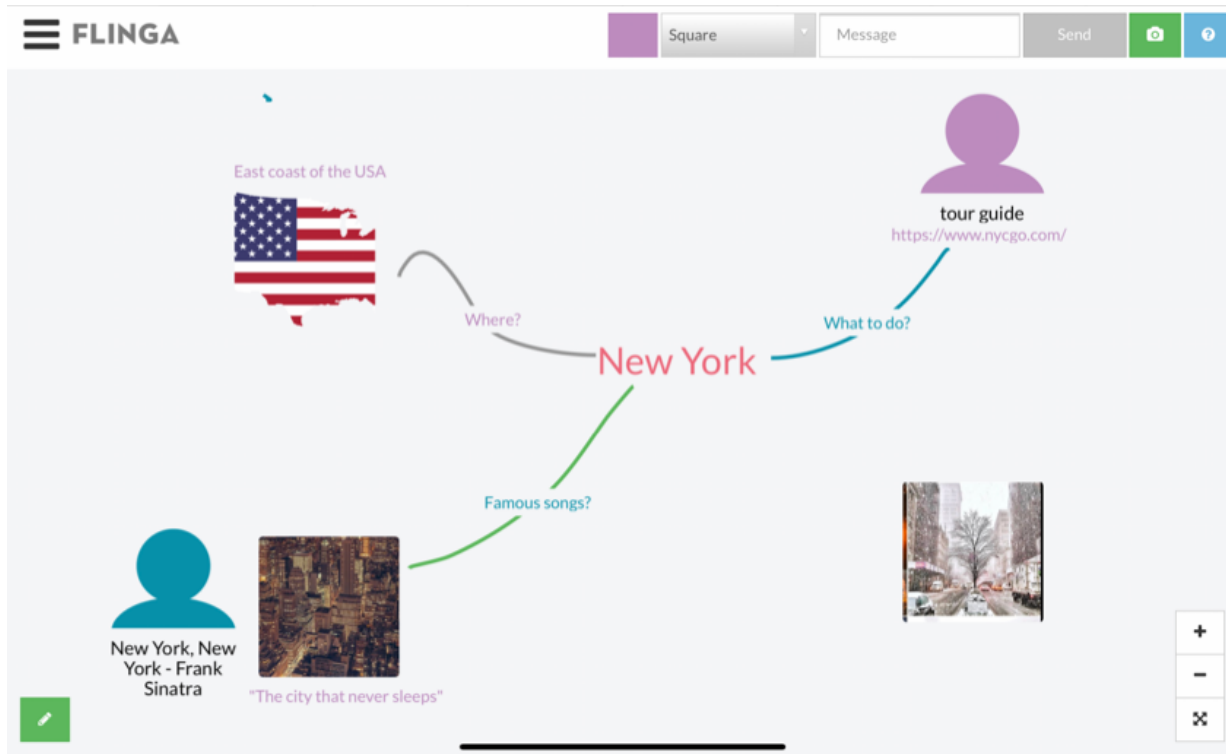 FLINGA
Square
Message
Send
East coast of the USA
tour guide
https://www.nycgo.com/
Where?
What to do?
New York
Famous songs?
New York, New
York - Frank
Sinatra
"The city that never sleeps"